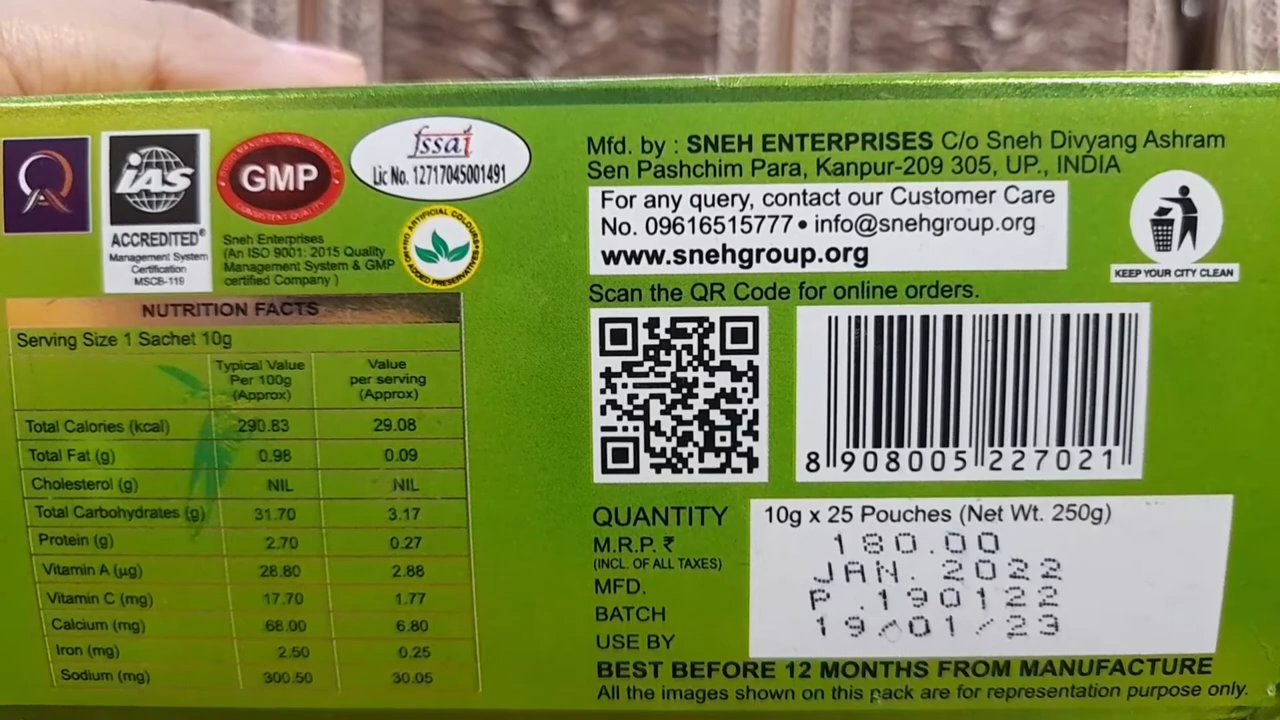 QA
IAS
ACCREDITED®
Management System
Certification
MSCB-119
GMP
CONSISTENT QUALITY
fssai
Lic No. 12717045001491
Sneh Enterprises
(An ISO 9001: 2015 Quality
Management System & GMP
certified Company )
NO ARTIFICIAL COLOURS
NO ADDED PRESERVATIVES
NUTRITION FACTS
Serving Size 1 Sachet 10g
Typical Value Per 100g (Approx) Value per serving (Approx)
Total Calories (kcal) 290.83 29.08
Total Fat (g) 0.98 0.09
Cholesterol (g) NIL NIL
Total Carbohydrates (g) 31.70 3.17
Protein (g) 2.70 0.27
Vitamin A (µg) 28.80 2.88
Vitamin C (mg) 17.70 1.77
Calcium (mg) 68.00 6.80
Iron (mg) 2.50 0.25
Sodium (mg) 300.50 30.05
Mfd. by : SNEH ENTERPRISES C/o Sneh Divyang Ashram
Sen Pashchim Para, Kanpur-209 305, UP., INDIA
For any query, contact our Customer Care
No. 09616515777 • info@snehgroup.org
www.snehgroup.org
KEEP YOUR CITY CLEAN
Scan the QR Code for online orders.
8 908005 227021
QUANTITY 10g x 25 Pouches (Net Wt. 250g)
M.R.P. ₹ 180.00
(INCL. OF ALL TAXES)
MFD. JAN. 2022
BATCH P.190122
USE BY 19/01/23
BEST BEFORE 12 MONTHS FROM MANUFACTURE
All the images shown on this pack are for representation purpose only.